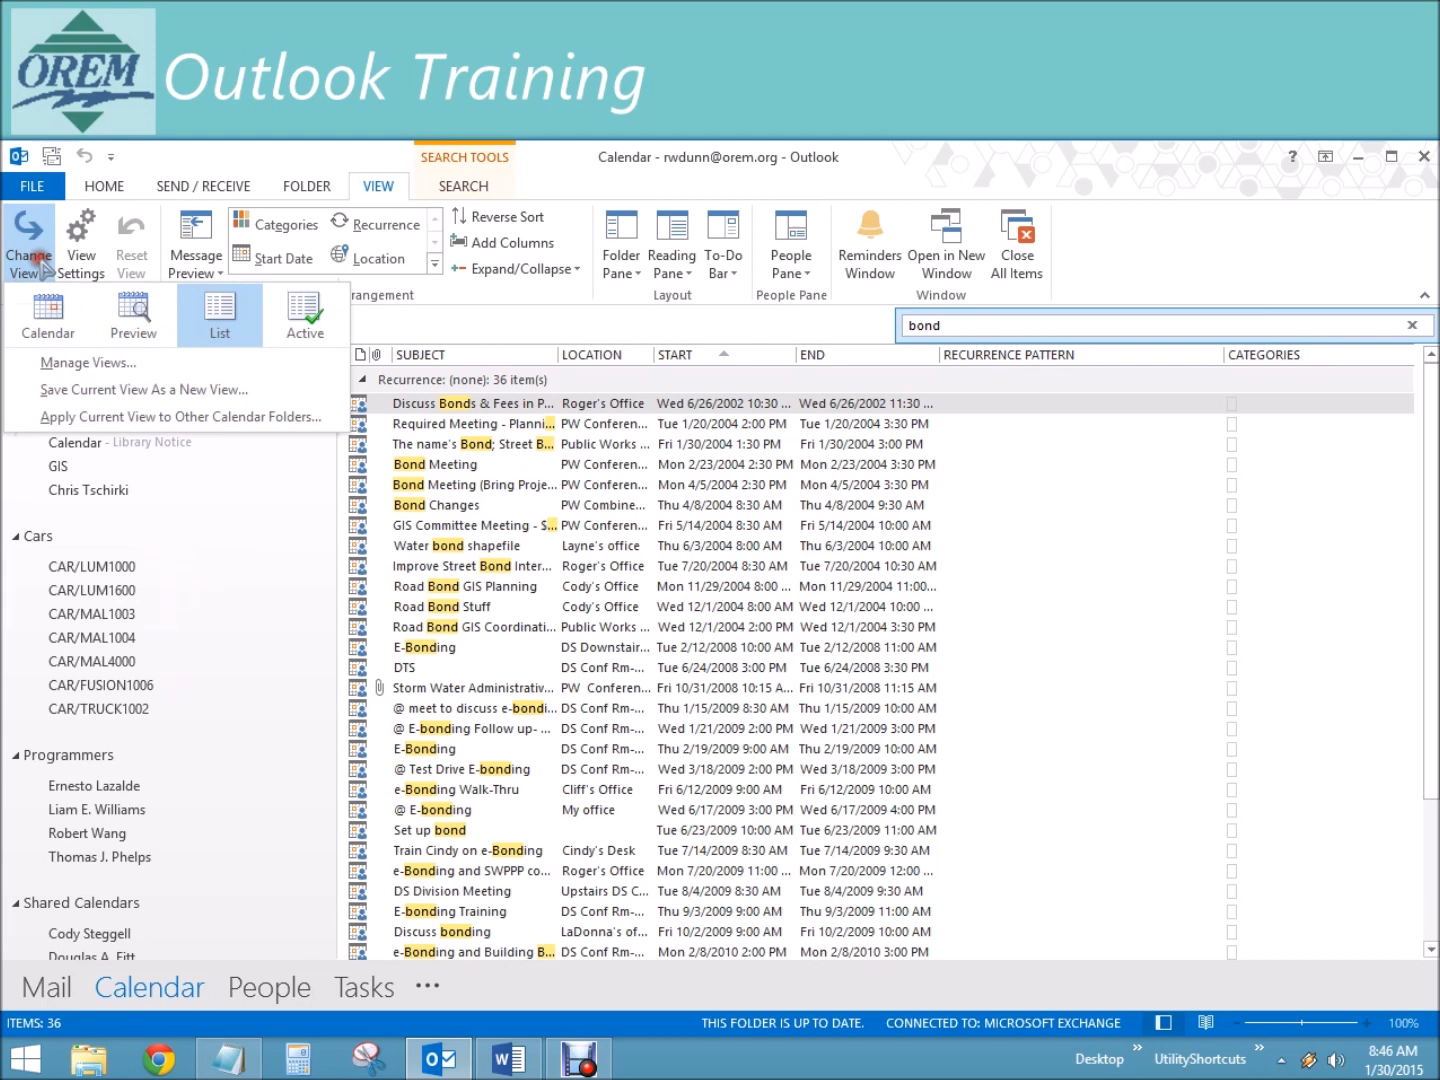 OREM
Outlook Training
SEARCH TOOLS
Calendar - rwdunn@orem.org - Outlook
FILE HOME SEND / RECEIVE FOLDER VIEW SEARCH
Change View
View Settings
Reset View
Message Preview
Categories
Start Date
Recurrence
Location
Reverse Sort
Add Columns
Expand/Collapse
Folder Pane
Reading Pane
To-Do Bar
People Pane
Reminders Window
Open in New Window
Close All Items
rrangement
Layout
People Pane
Window
Calendar Preview List Active
Manage Views...
Save Current View As a New View...
Apply Current View to Other Calendar Folders...
Calendar - Library Notice
GIS
Chris Tschirki
Cars
CAR/LUM1000
CAR/LUM1600
CAR/MAL1003
CAR/MAL1004
CAR/MAL4000
CAR/FUSION1006
CAR/TRUCK1002
Programmers
Ernesto Lazalde
Liam E. Williams
Robert Wang
Thomas J. Phelps
Shared Calendars
Cody Steggell
Douglas A. Fitt
bond
SUBJECT LOCATION START END RECURRENCE PATTERN CATEGORIES
Recurrence: (none): 36 item(s)
Discuss Bonds & Fees in P... Roger's Office Wed 6/26/2002 10:30 ... Wed 6/26/2002 11:30 ...
Required Meeting - Planni... PW Conferen... Tue 1/20/2004 2:00 PM Tue 1/20/2004 3:30 PM
The name's Bond; Street B... Public Works ... Fri 1/30/2004 1:30 PM Fri 1/30/2004 3:00 PM
Bond Meeting PW Conferen... Mon 2/23/2004 2:30 PM Mon 2/23/2004 3:30 PM
Bond Meeting (Bring Proje... PW Conferen... Mon 4/5/2004 2:30 PM Mon 4/5/2004 3:30 PM
Bond Changes PW Combine... Thu 4/8/2004 8:30 AM Thu 4/8/2004 9:30 AM
GIS Committee Meeting - S... PW Conferen... Fri 5/14/2004 8:30 AM Fri 5/14/2004 10:00 AM
Water bond shapefile Layne's office Thu 6/3/2004 8:00 AM Thu 6/3/2004 10:00 AM
Improve Street Bond Inter... Roger's Office Tue 7/20/2004 8:30 AM Tue 7/20/2004 10:30 AM
Road Bond GIS Planning Cody's Office Mon 11/29/2004 8:00 ... Mon 11/29/2004 11:00...
Road Bond Stuff Cody's Office Wed 12/1/2004 8:00 AM Wed 12/1/2004 10:00 ...
Road Bond GIS Coordinati... Public Works ... Wed 12/1/2004 2:00 PM Wed 12/1/2004 3:30 PM
E-Bonding DS Downstair... Tue 2/12/2008 10:00 AM Tue 2/12/2008 11:00 AM
DTS DS Conf Rm-... Tue 6/24/2008 3:00 PM Tue 6/24/2008 3:30 PM
Storm Water Administrativ... PW Conferen... Fri 10/31/2008 10:15 A... Fri 10/31/2008 11:15 AM
@ meet to discuss e-bondi... DS Conf Rm-... Thu 1/15/2009 8:30 AM Thu 1/15/2009 10:00 AM
@ E-bonding Follow up- ... DS Conf Rm-... Wed 1/21/2009 2:00 PM Wed 1/21/2009 3:00 PM
E-Bonding DS Conf Rm-... Thu 2/19/2009 9:00 AM Thu 2/19/2009 10:00 AM
@ Test Drive E-bonding DS Conf Rm-... Wed 3/18/2009 2:00 PM Wed 3/18/2009 3:00 PM
e-Bonding Walk-Thru Cliff's Office Fri 6/12/2009 9:00 AM Fri 6/12/2009 10:00 AM
@ E-bonding My office Wed 6/17/2009 3:00 PM Wed 6/17/2009 4:00 PM
Set up bond Tue 6/23/2009 10:00 AM Tue 6/23/2009 11:00 AM
Train Cindy on e-Bonding Cindy's Desk Tue 7/14/2009 8:30 AM Tue 7/14/2009 9:30 AM
e-Bonding and SWPPP co... Roger's Office Mon 7/20/2009 11:00 ... Mon 7/20/2009 12:00 ...
DS Division Meeting Upstairs DS C... Tue 8/4/2009 8:30 AM Tue 8/4/2009 9:30 AM
E-bonding Training DS Conf Rm-... Thu 9/3/2009 9:00 AM Thu 9/3/2009 11:00 AM
Discuss bonding LaDonna's of... Fri 10/2/2009 9:00 AM Fri 10/2/2009 10:00 AM
e-Bonding and Building B... DS Conf Rm-... Mon 2/8/2010 2:00 PM Mon 2/8/2010 3:00 PM
Mail Calendar People Tasks ...
ITEMS: 36 THIS FOLDER IS UP TO DATE. CONNECTED TO: MICROSOFT EXCHANGE 100%
Desktop UtilityShortcuts 8:46 AM
1/30/2015